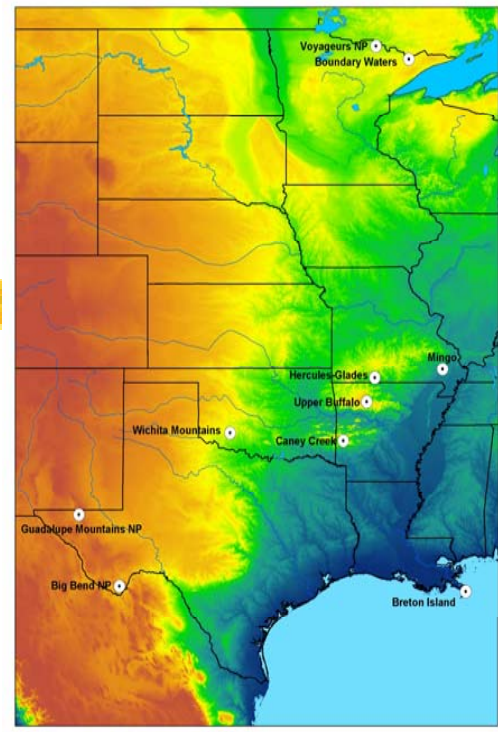 Voyageurs NP
Boundary Waters
Mingo
Hercules-Glades
Upper Buffalo
Wichita Mountains
Caney Creek
Guadalupe Mountains NP
Big Bend NP
Breton Island